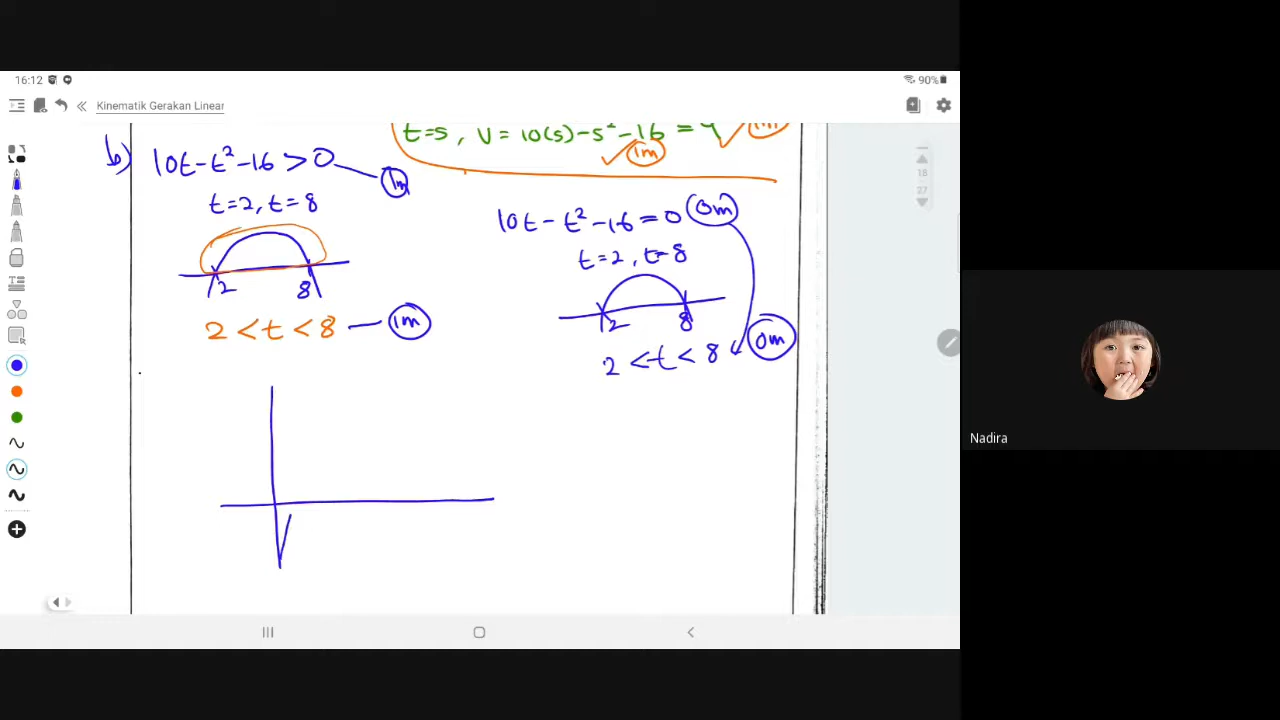 16:12
90%
Kinematik Gerakan Linear
t=5, V = 10(5)-5²-16 = 9
1m
1m
b) 10t-t²-16 > 0
1m
t=2, t=8
2 8
2 < t < 8
1m
10t-t²-16=0
0m
t=2, t=8
2 8
2 < t < 8
0m
18
27
Nadira